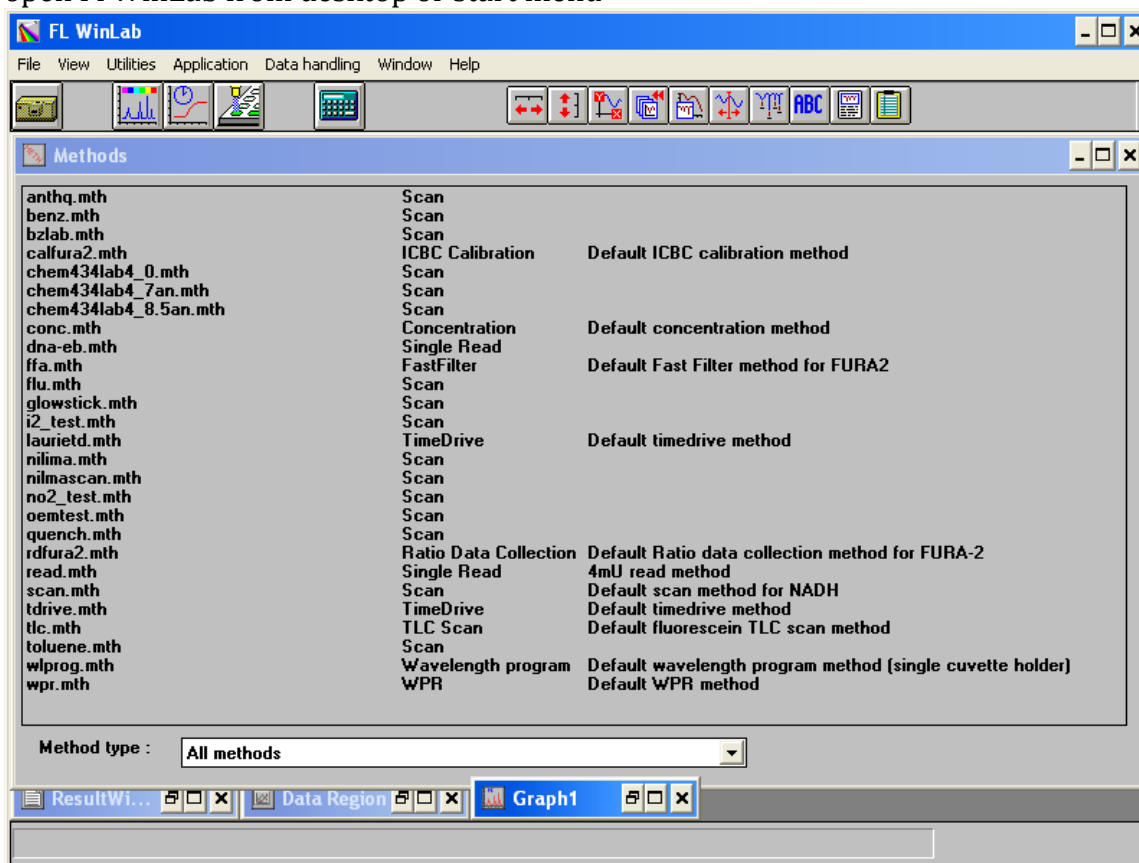 open FL WinLab from desktop or start menu
FL WinLab
File View Utilities Application Data handling Window Help
ABC
Methods
anthq.mth Scan
benz.mth Scan
bzlab.mth Scan
calfura2.mth ICBC Calibration Default ICBC calibration method
chem434lab4_0.mth Scan
chem434lab4_7an.mth Scan
chem434lab4_8.5an.mth Scan
conc.mth Concentration Default concentration method
dna-eb.mth Single Read
ffa.mth FastFilter Default Fast Filter method for FURA2
flu.mth Scan
glowstick.mth Scan
i2_test.mth Scan
laurietd.mth TimeDrive Default timedrive method
nilima.mth Scan
nilmascan.mth Scan
no2_test.mth Scan
oemtest.mth Scan
quench.mth Scan
rdfura2.mth Ratio Data Collection Default Ratio data collection method for FURA-2
read.mth Single Read 4mU read method
scan.mth Scan Default scan method for NADH
tdrive.mth TimeDrive Default timedrive method
tlc.mth TLC Scan Default fluorescein TLC scan method
toluene.mth Scan
wlprog.mth Wavelength program Default wavelength program method (single cuvette holder)
wpr.mth WPR Default WPR method
Method type : All methods
ResultWi... Data Region Graph1